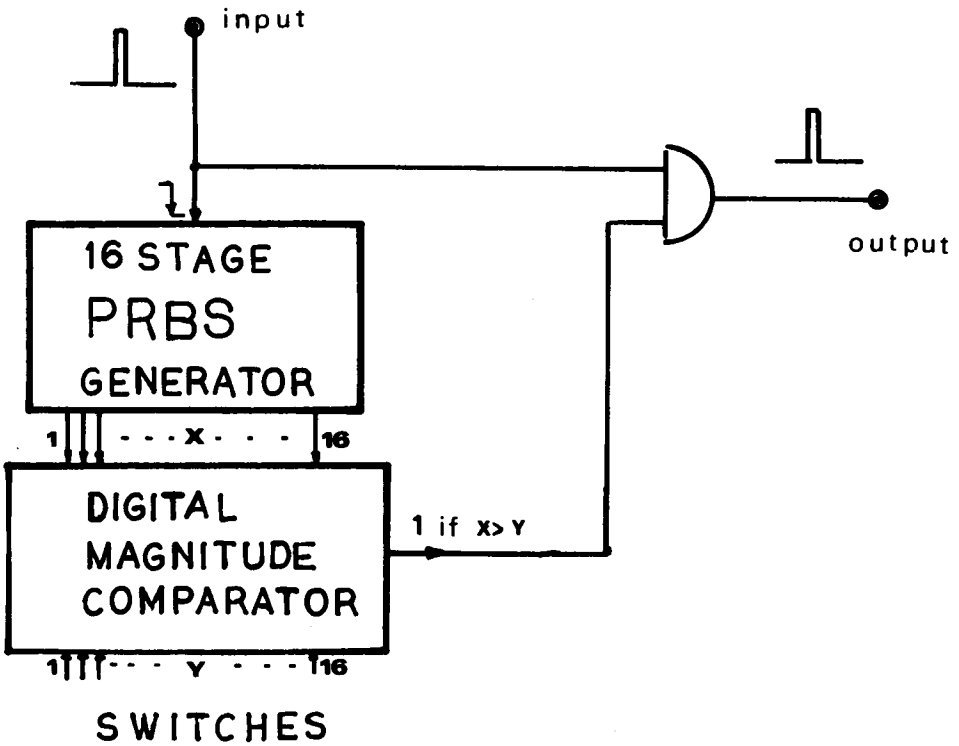 input
output
16 STAGE
PRBS
GENERATOR
1 - - - X - - - 16
DIGITAL
MAGNITUDE
COMPARATOR
1 if X> Y
1 - - - Y - - - 16
SWITCHES